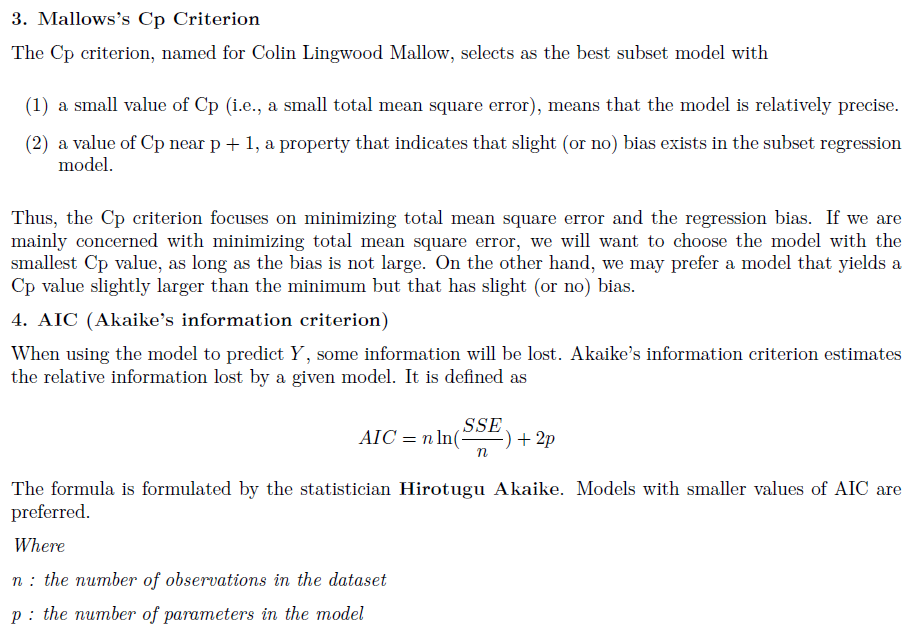 3. Mallows's Cp Criterion
The Cp criterion, named for Colin Lingwood Mallow, selects as the best subset model with
(1) a small value of Cp (i.e., a small total mean square error), means that the model is relatively precise.
(2) a value of Cp near p + 1, a property that indicates that slight (or no) bias exists in the subset regression
model.
Thus, the Cp criterion focuses on minimizing total mean square error and the regression bias. If we are
mainly concerned with minimizing total mean square error, we will want to choose the model with the
smallest Cp value, as long as the bias is not large. On the other hand, we may prefer a model that yields a
Cp value slightly larger than the minimum but that has slight (or no) bias.
4. AIC (Akaike's information criterion)
When using the model to predict Y, some information will be lost. Akaike's information criterion estimates
the relative information lost by a given model. It is defined as
AIC = n ln(SSE/n) + 2p
The formula is formulated by the statistician Hirotugu Akaike. Models with smaller values of AIC are
preferred.
Where
n : the number of observations in the dataset
p : the number of parameters in the model